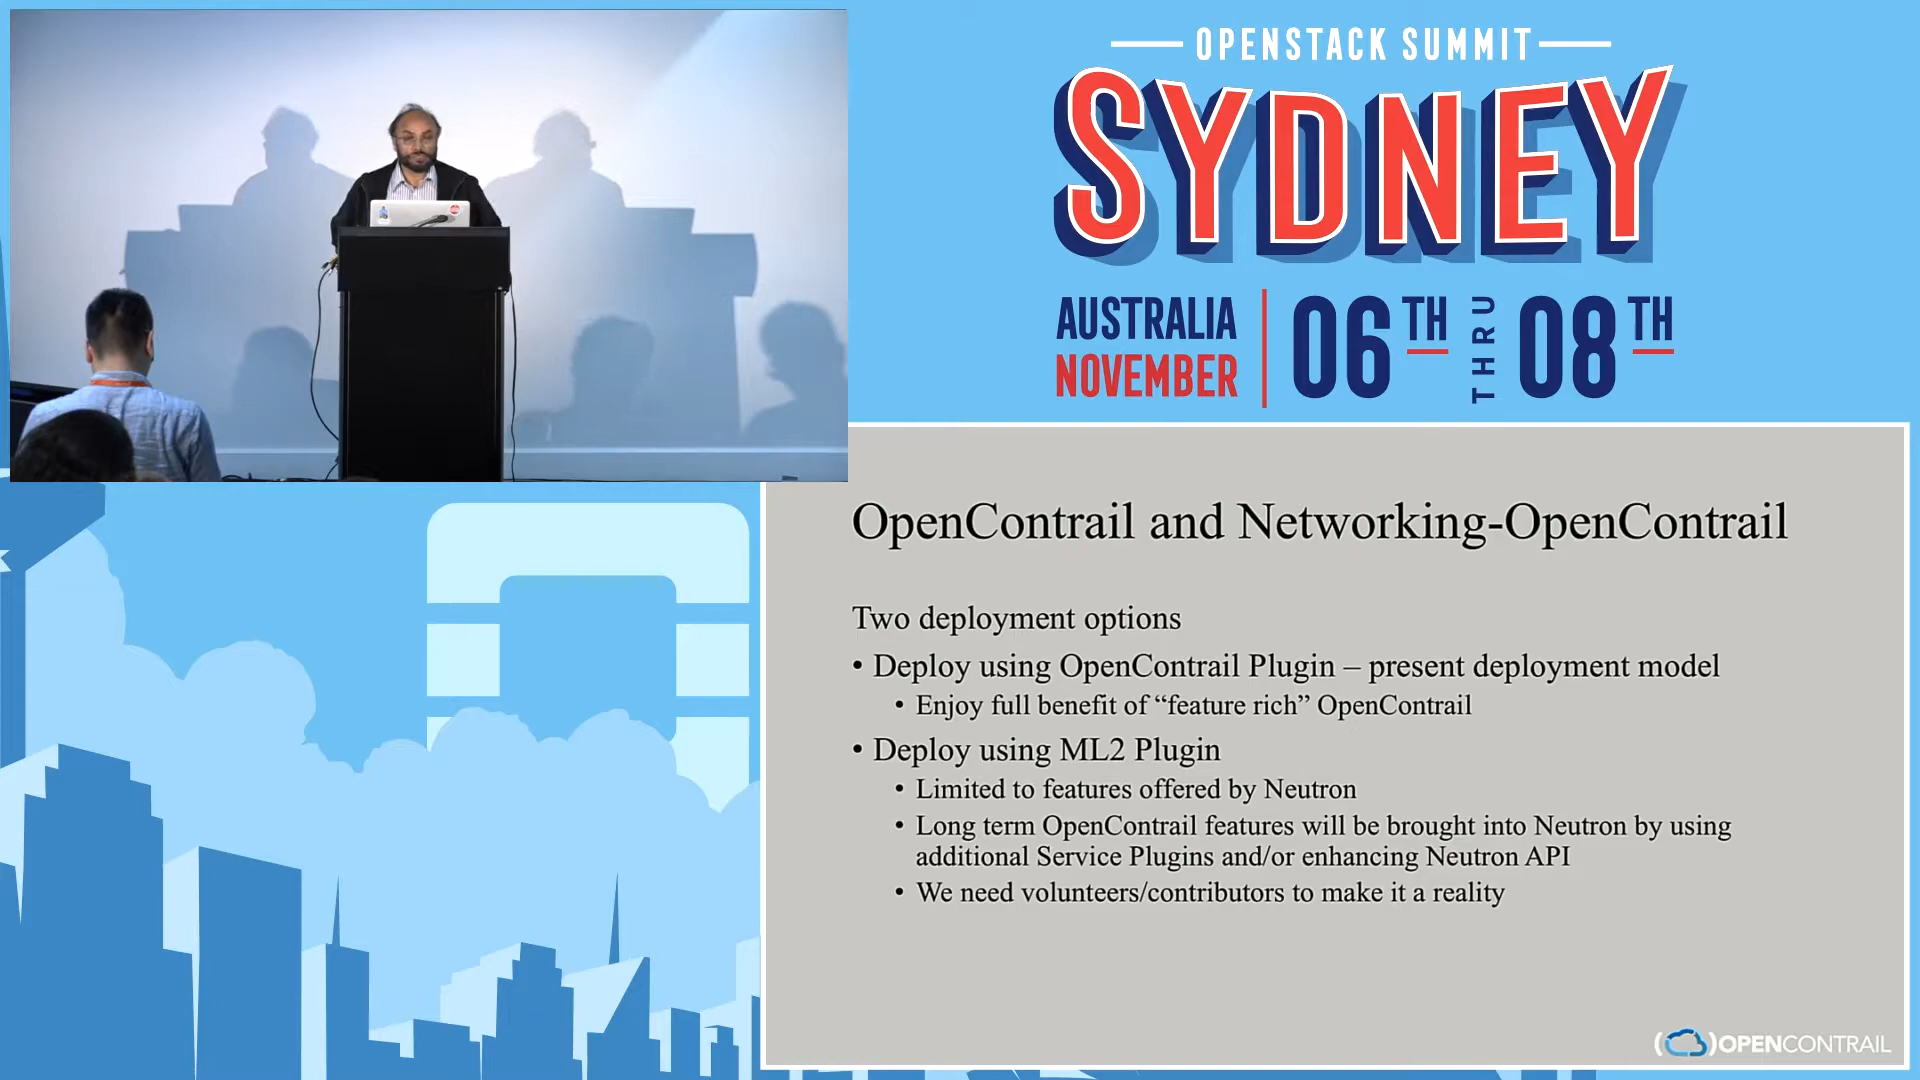 OPENSTACK SUMMIT
SYDNEY
AUSTRALIA
NOVEMBER
06TH THRU 08TH
OpenContrail and Networking-OpenContrail
Two deployment options
• Deploy using OpenContrail Plugin – present deployment model
• Enjoy full benefit of “feature rich” OpenContrail
• Deploy using ML2 Plugin
• Limited to features offered by Neutron
• Long term OpenContrail features will be brought into Neutron by using
additional Service Plugins and/or enhancing Neutron API
• We need volunteers/contributors to make it a reality
OPENCONTRAIL